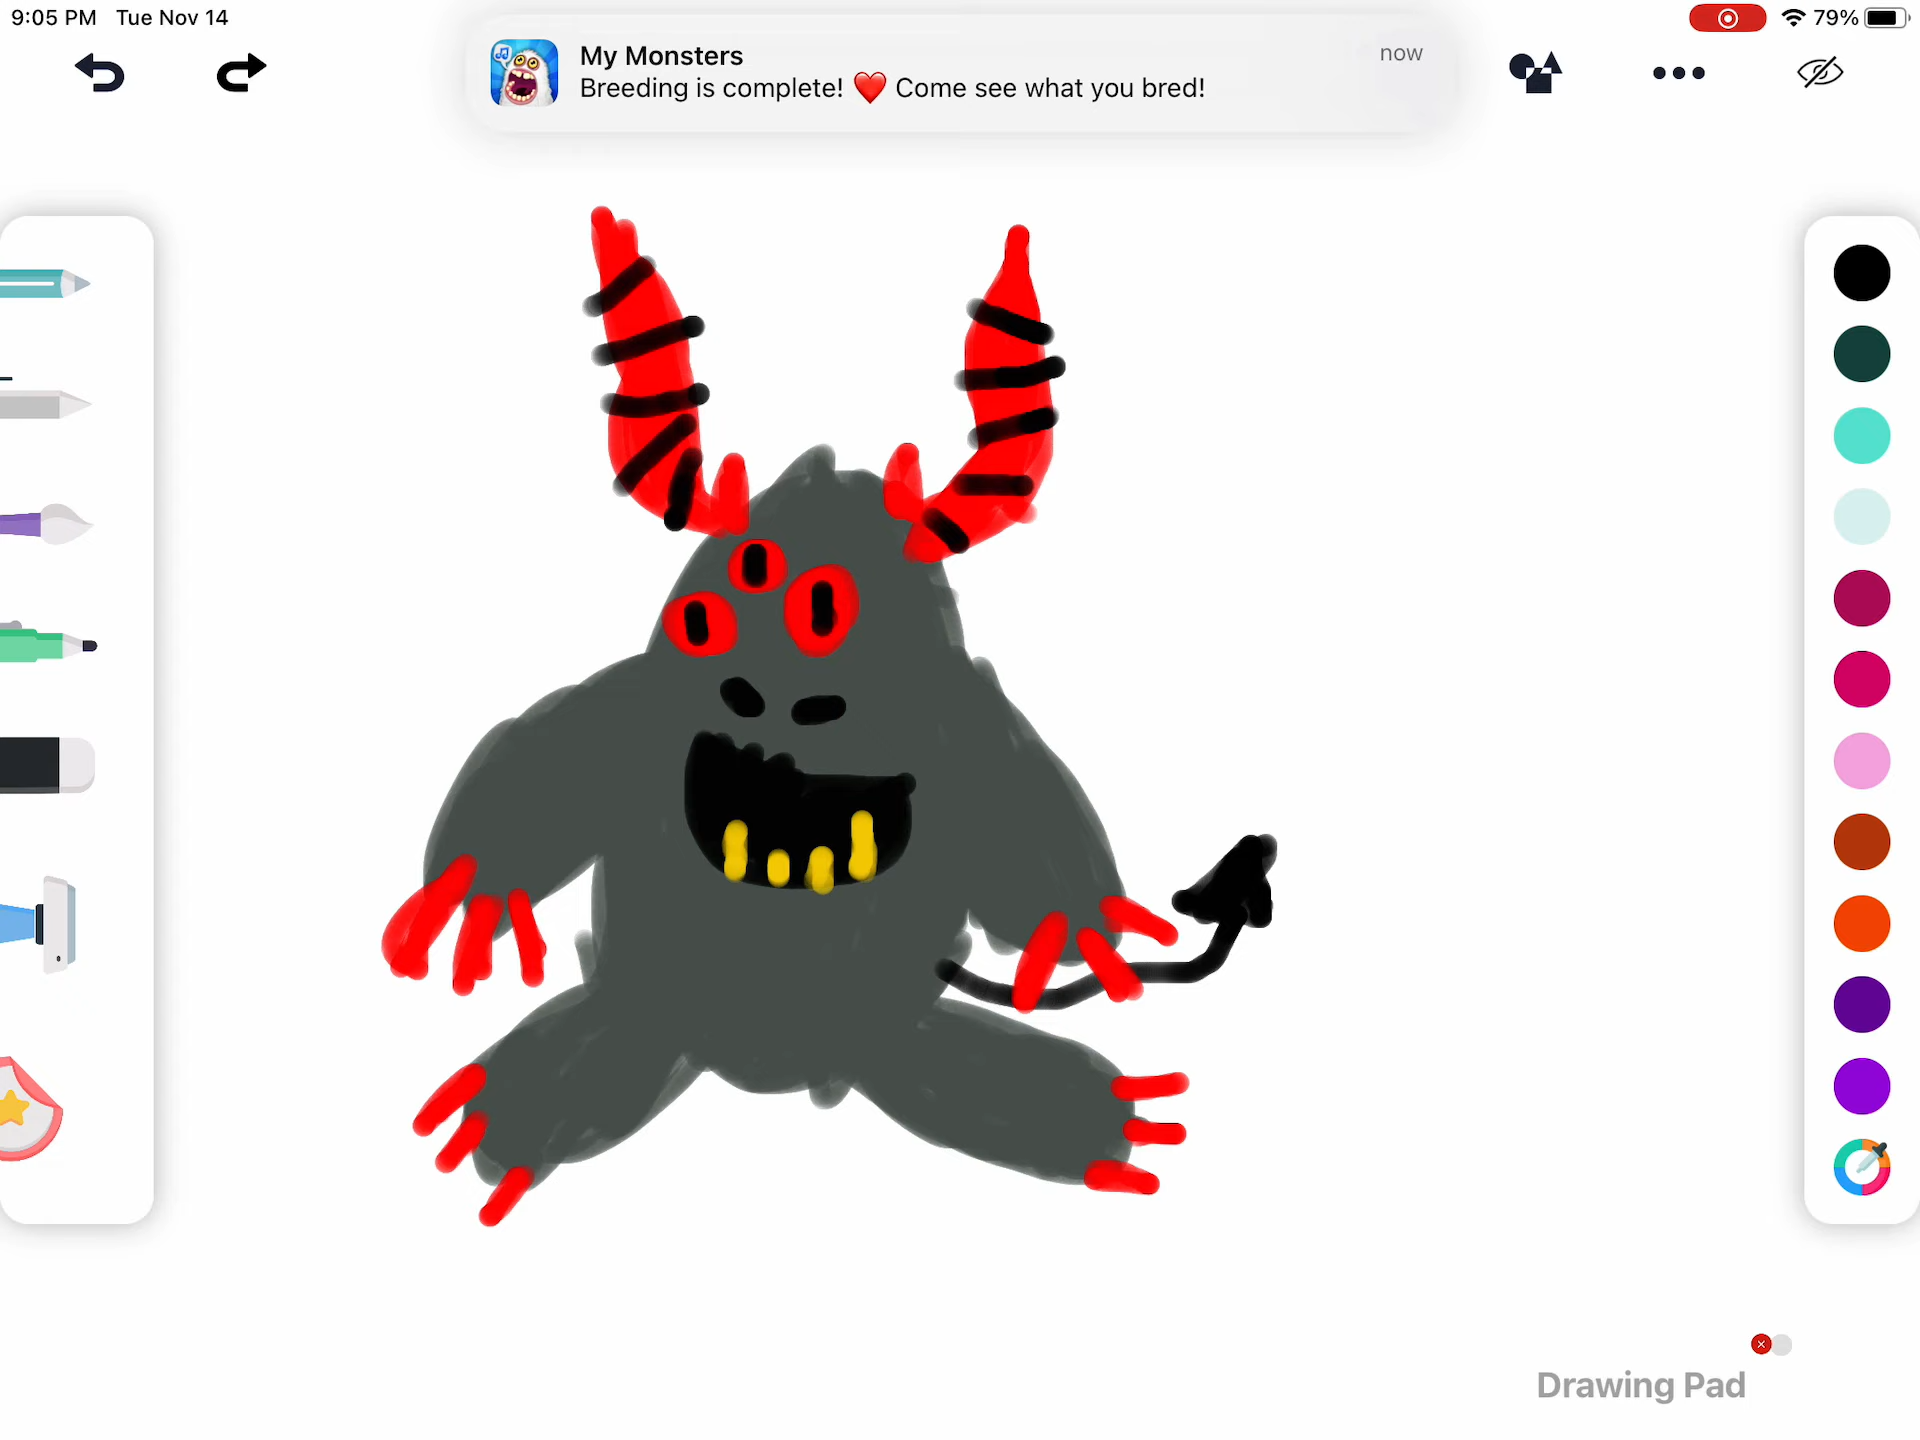 9:05 PM Tue Nov 14
79%
My Monsters
now
Breeding is complete! ❤️ Come see what you bred!
Drawing Pad